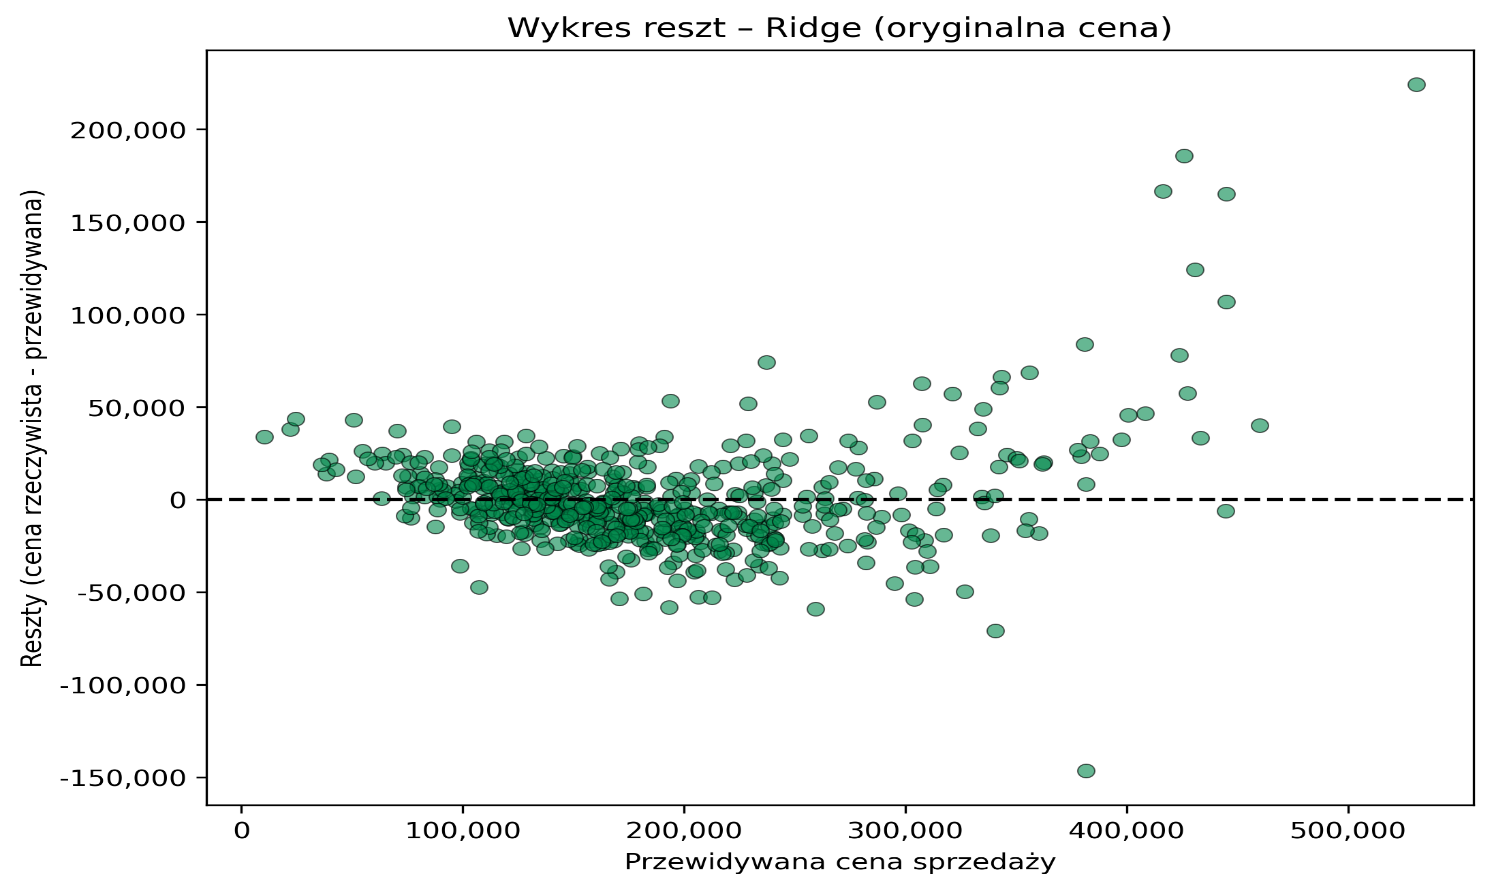 Wykres reszt – Ridge (oryginalna cena)
Reszty (cena rzeczywista - przewidywana)
200,000
150,000
100,000
50,000
0
-50,000
-100,000
-150,000
0 100,000 200,000 300,000 400,000 500,000
Przewidywana cena sprzedaży